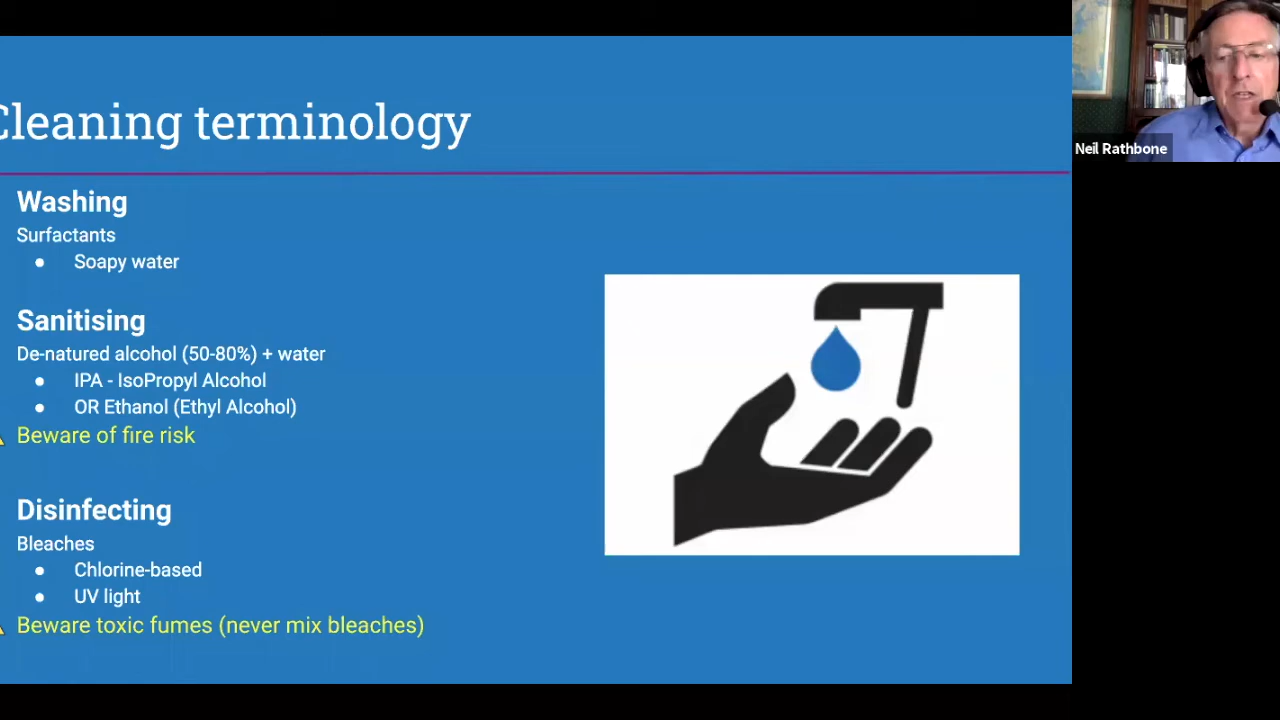 Cleaning terminology
Washing
Surfactants
● Soapy water
Sanitising
De-natured alcohol (50-80%) + water
● IPA - IsoPropyl Alcohol
● OR Ethanol (Ethyl Alcohol)
Beware of fire risk
Disinfecting
Bleaches
● Chlorine-based
● UV light
Beware toxic fumes (never mix bleaches)
Neil Rathbone